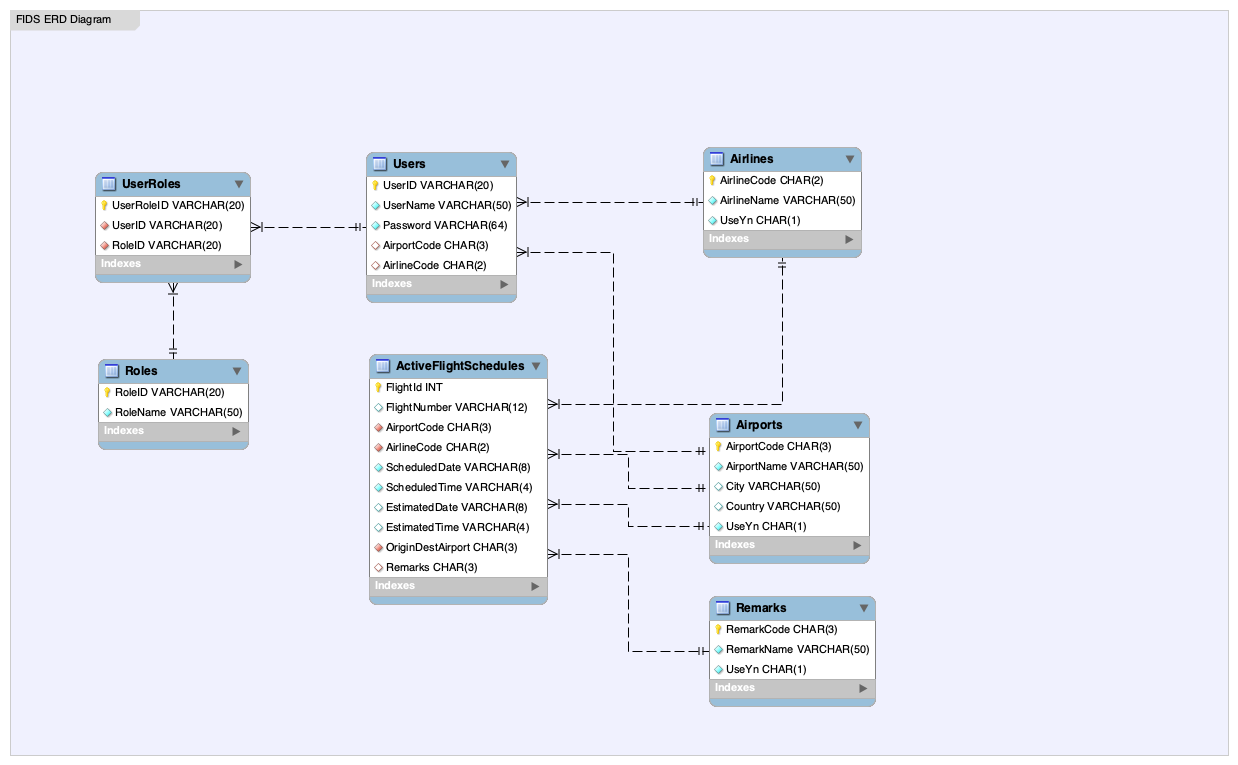 FIDS ERD Diagram
UserRoles
UserRoleID VARCHAR(20)
UserID VARCHAR(20)
RoleID VARCHAR(20)
Indexes
Roles
RoleID VARCHAR(20)
RoleName VARCHAR(50)
Indexes
Users
UserID VARCHAR(20)
UserName VARCHAR(50)
Password VARCHAR(64)
AirportCode CHAR(3)
AirlineCode CHAR(2)
Indexes
ActiveFlightSchedules
FlightId INT
FlightNumber VARCHAR(12)
AirportCode CHAR(3)
AirlineCode CHAR(2)
ScheduledDate VARCHAR(8)
ScheduledTime VARCHAR(4)
EstimatedDate VARCHAR(8)
EstimatedTime VARCHAR(4)
OriginDestAirport CHAR(3)
Remarks CHAR(3)
Indexes
Airlines
AirlineCode CHAR(2)
AirlineName VARCHAR(50)
UseYn CHAR(1)
Indexes
Airports
AirportCode CHAR(3)
AirportName VARCHAR(50)
City VARCHAR(50)
Country VARCHAR(50)
UseYn CHAR(1)
Indexes
Remarks
RemarkCode CHAR(3)
RemarkName VARCHAR(50)
UseYn CHAR(1)
Indexes